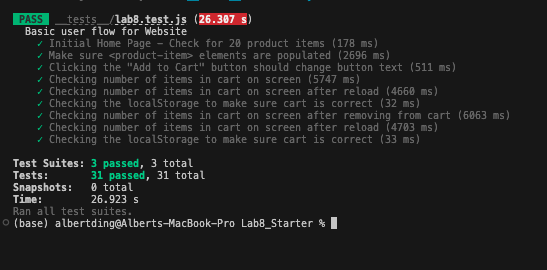 PASS __tests__/lab8.test.js (26.307 s)
Basic user flow for Website
✓ Initial Home Page - Check for 20 product items (178 ms)
✓ Make sure <product-item> elements are populated (2696 ms)
✓ Clicking the "Add to Cart" button should change button text (511 ms)
✓ Checking number of items in cart on screen (5747 ms)
✓ Checking number of items in cart on screen after reload (4660 ms)
✓ Checking the localStorage to make sure cart is correct (32 ms)
✓ Checking number of items in cart on screen after removing from cart (6063 ms)
✓ Checking number of items in cart on screen after reload (4703 ms)
✓ Checking the localStorage to make sure cart is correct (33 ms)
Test Suites: 3 passed, 3 total
Tests: 31 passed, 31 total
Snapshots: 0 total
Time: 26.923 s
Ran all test suites.
(base) albertding@Alberts-MacBook-Pro Lab8_Starter %